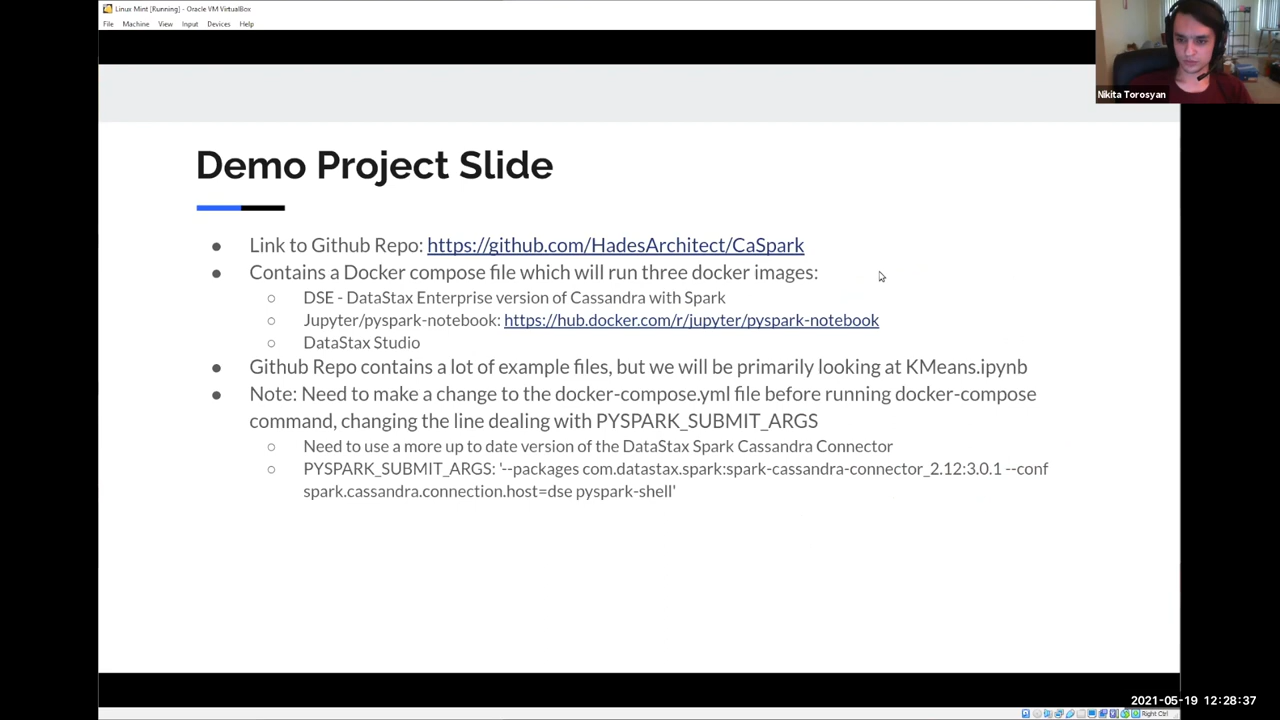 Linux Mint [Running] - Oracle VM VirtualBox
File Machine View Input Devices Help
Nikita Torosyan
Demo Project Slide
● Link to Github Repo: https://github.com/HadesArchitect/CaSpark
● Contains a Docker compose file which will run three docker images:
○ DSE - DataStax Enterprise version of Cassandra with Spark
○ Jupyter/pyspark-notebook: https://hub.docker.com/r/jupyter/pyspark-notebook
○ DataStax Studio
● Github Repo contains a lot of example files, but we will be primarily looking at KMeans.ipynb
● Note: Need to make a change to the docker-compose.yml file before running docker-compose
command, changing the line dealing with PYSPARK_SUBMIT_ARGS
○ Need to use a more up to date version of the DataStax Spark Cassandra Connector
○ PYSPARK_SUBMIT_ARGS: '--packages com.datastax.spark:spark-cassandra-connector_2.12:3.0.1 --conf
spark.cassandra.connection.host=dse pyspark-shell'
2021-05-19 12:28:37
Right Ctrl